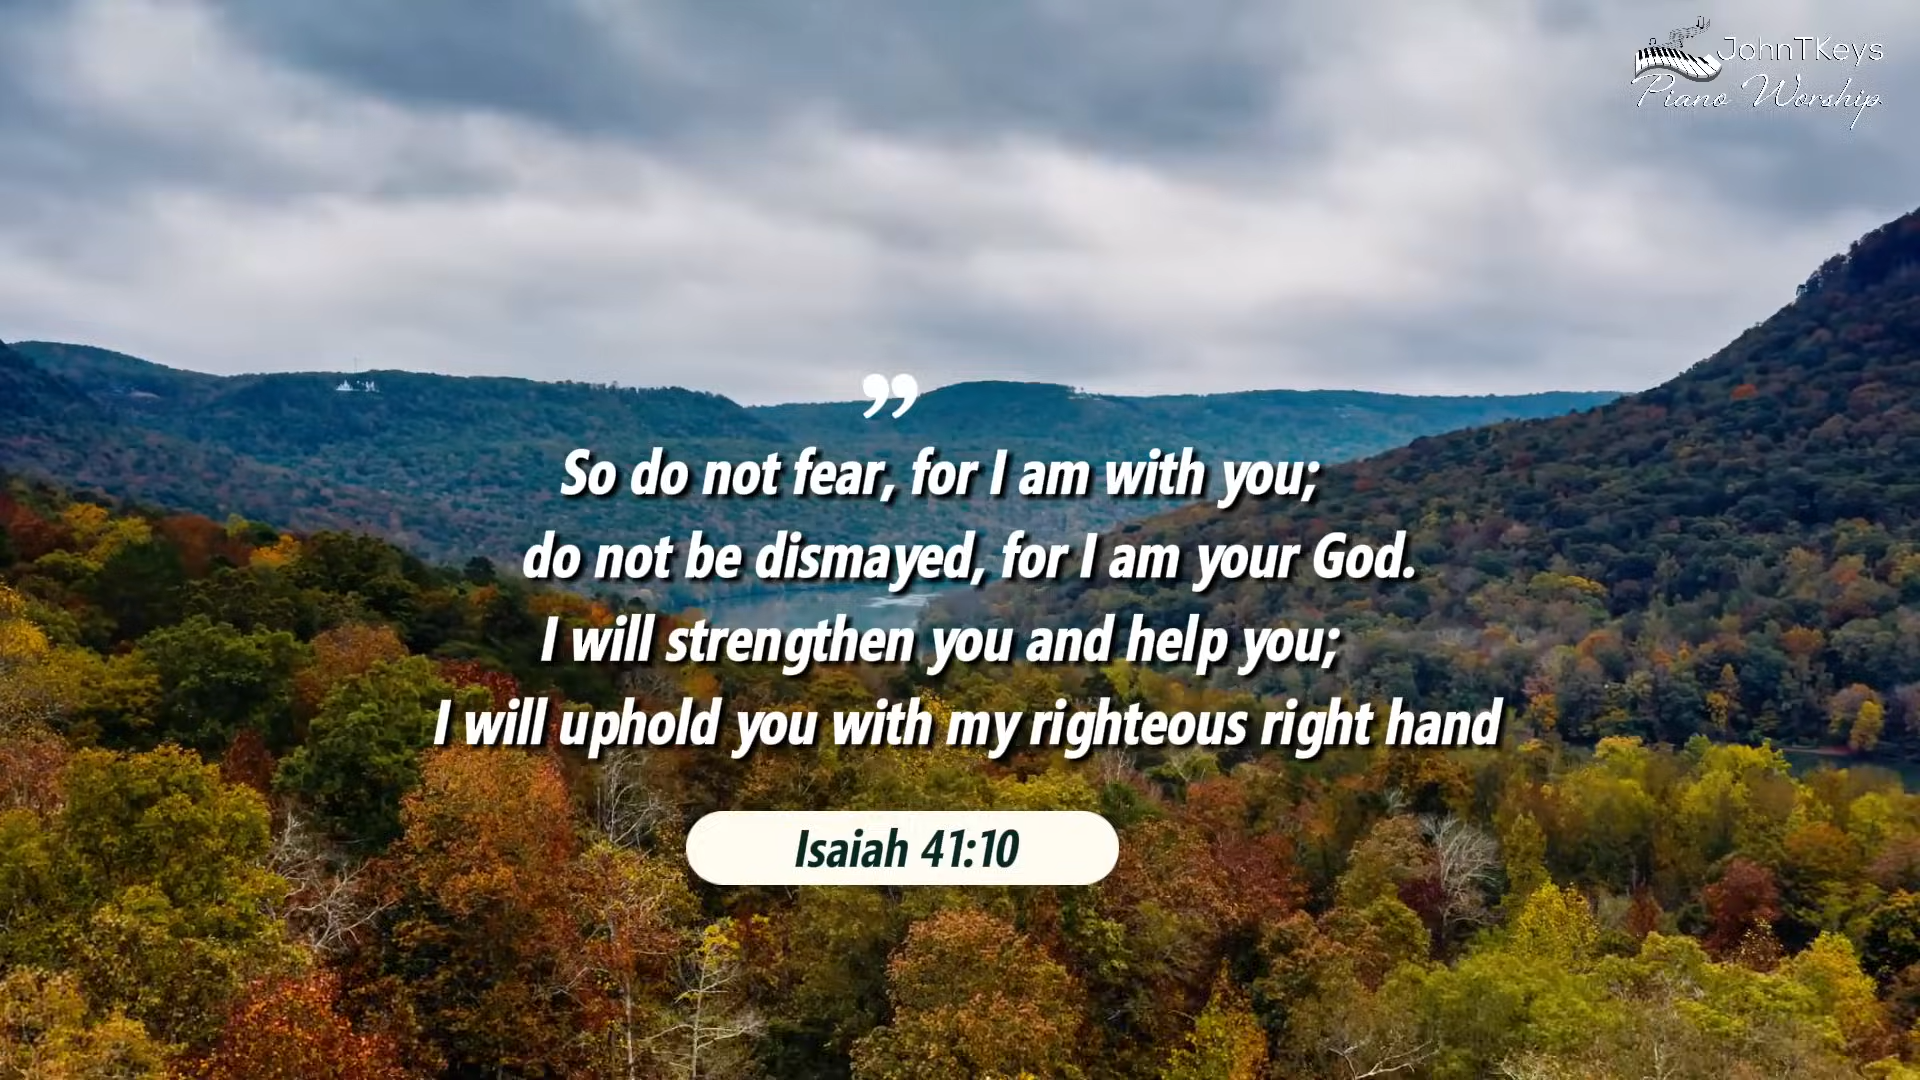 JohnTKeys
Piano Worship
”
So do not fear, for I am with you;
do not be dismayed, for I am your God.
I will strengthen you and help you;
I will uphold you with my righteous right hand
Isaiah 41:10